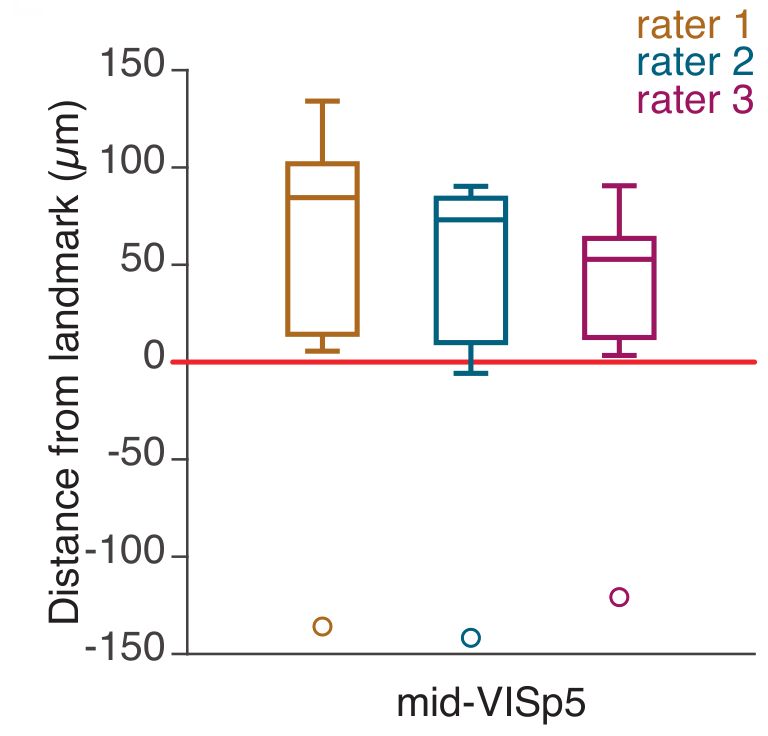 rater 1
rater 2
rater 3
Distance from landmark (μm)
150
100
50
0
-50
-100
-150
mid-VISp5